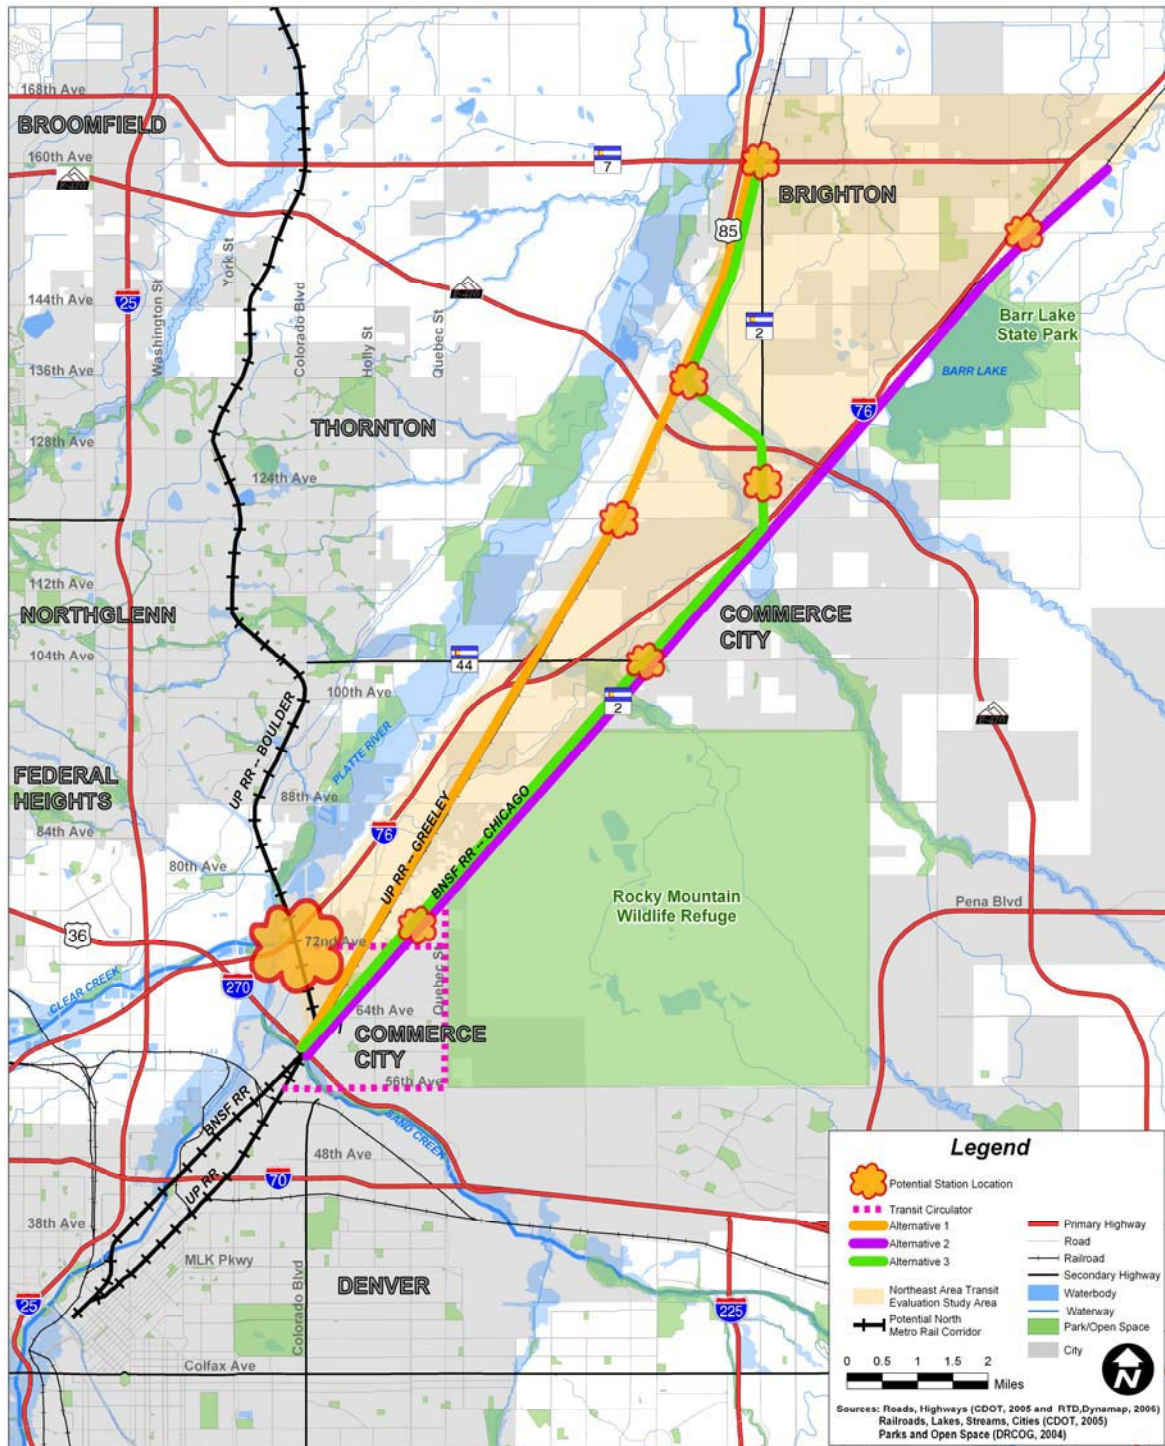 168th Ave
BROOMFIELD
160th Ave
E-470
7
BRIGHTON
85
York St
Washington St
Colorado Blvd
Holly St
Quebec St
144th Ave
25
E-470
2
Barr Lake
State Park
BARR LAKE
136th Ave
76
THORNTON
128th Ave
124th Ave
112th Ave
NORTHGLENN
COMMERCE
CITY
104th Ave
44
100th Ave
2
E-470
UP RR -- BOULDER
PLATTE RIVER
FEDERAL
HEIGHTS
88th Ave
84th Ave
76
UP RR -- GREELEY
BNSF RR -- CHICAGO
80th Ave
Rocky Mountain
Wildlife Refuge
Pena Blvd
36
72nd Ave
Quebec St
CLEAR CREEK
270
64th Ave
COMMERCE
CITY
56th Ave
BNSF RR
SAND CREEK
48th Ave
UP RR
70
38th Ave
MLK Pkwy
DENVER
Colorado Blvd
25
225
Colfax Ave
Legend
Potential Station Location
Transit Circulator
Alternative 1
Alternative 2
Alternative 3
Northeast Area Transit
Evaluation Study Area
Potential North
Metro Rail Corridor
Primary Highway
Road
Railroad
Secondary Highway
Waterbody
Waterway
Park/Open Space
City
0 0.5 1 1.5 2
Miles
N
Sources: Roads, Highways (CDOT, 2005 and RTD,Dynamap, 2006)
Railroads, Lakes, Streams, Cities (CDOT, 2005)
Parks and Open Space (DRCOG, 2004)